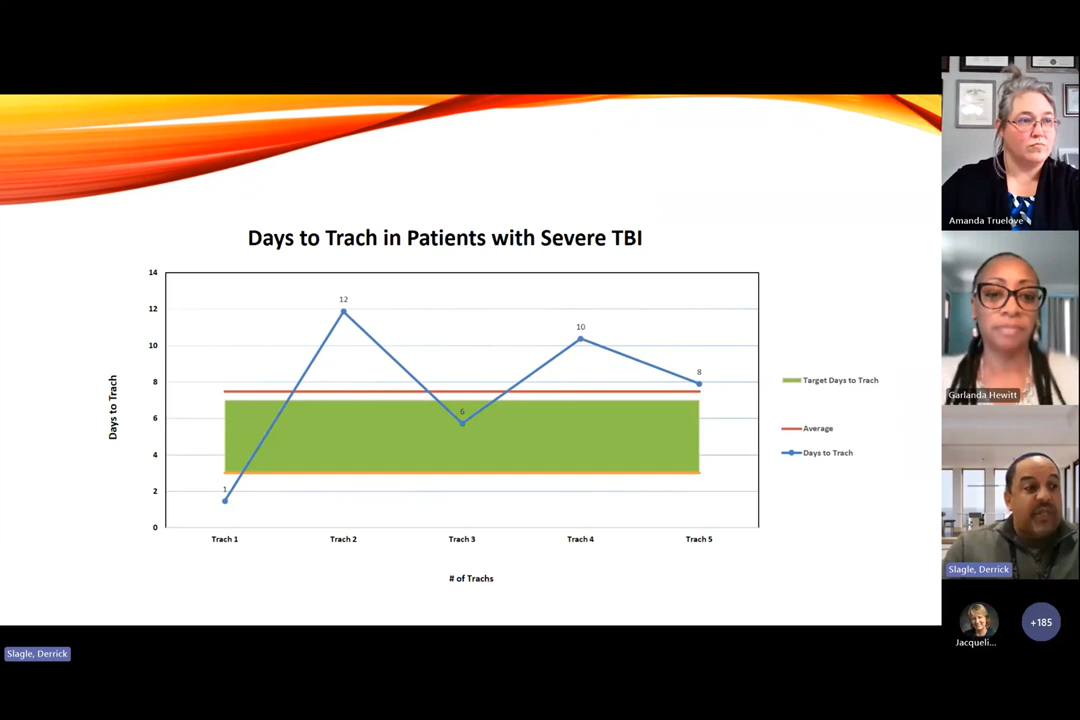 Days to Trach in Patients with Severe TBI
14
12
10
8
6
4
2
0
Days to Trach
1
12
6
10
8
Trach 1
Trach 2
Trach 3
Trach 4
Trach 5
# of Trachs
Target Days to Trach
Average
Days to Trach
Amanda Truelove
Garlanda Hewitt
Slagle, Derrick
Jacqueli...
+185
Slagle, Derrick